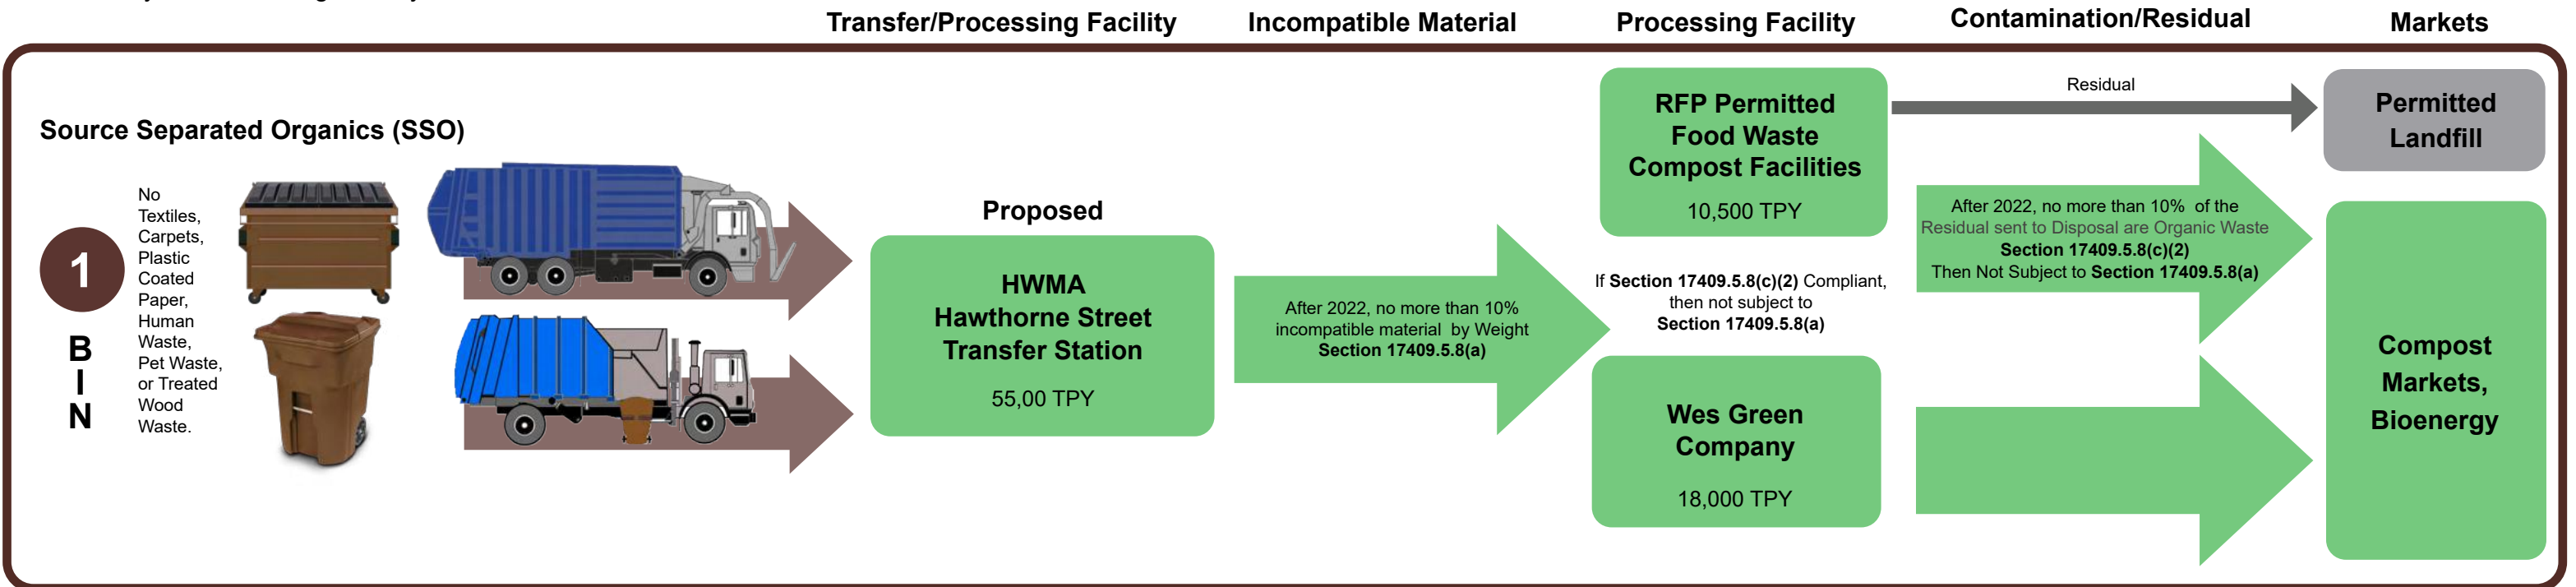 Transfer/Processing Facility
Incompatible Material
Processing Facility
Contamination/Residual
Markets
Source Separated Organics (SSO)
1
B
I
N
No
Textiles,
Carpets,
Plastic
Coated
Paper,
Human
Waste,
Pet Waste,
or Treated
Wood
Waste.
Proposed
HWMA
Hawthorne Street
Transfer Station
55,00 TPY
After 2022, no more than 10%
incompatible material by Weight
Section 17409.5.8(a)
RFP Permitted
Food Waste
Compost Facilities
10,500 TPY
If Section 17409.5.8(c)(2) Compliant,
then not subject to
Section 17409.5.8(a)
Wes Green
Company
18,000 TPY
Residual
After 2022, no more than 10% of the
Residual sent to Disposal are Organic Waste
Section 17409.5.8(c)(2)
Then Not Subject to Section 17409.5.8(a)
Permitted
Landfill
Compost
Markets,
Bioenergy